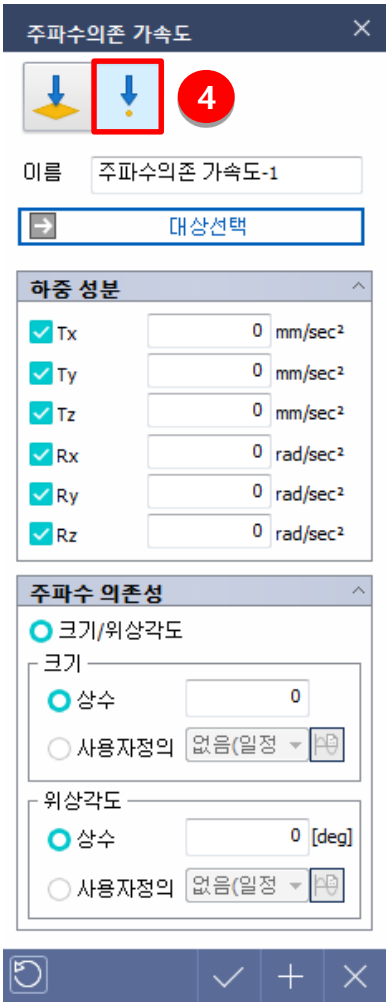 주파수의존 가속도
4
이름 주파수의존 가속도-1
대상선택
하중 성분
Tx 0 mm/sec²
Ty 0 mm/sec²
Tz 0 mm/sec²
Rx 0 rad/sec²
Ry 0 rad/sec²
Rz 0 rad/sec²
주파수 의존성
크기/위상각도
크기
상수 0
사용자정의 없음(일정
위상각도
상수 0 [deg]
사용자정의 없음(일정